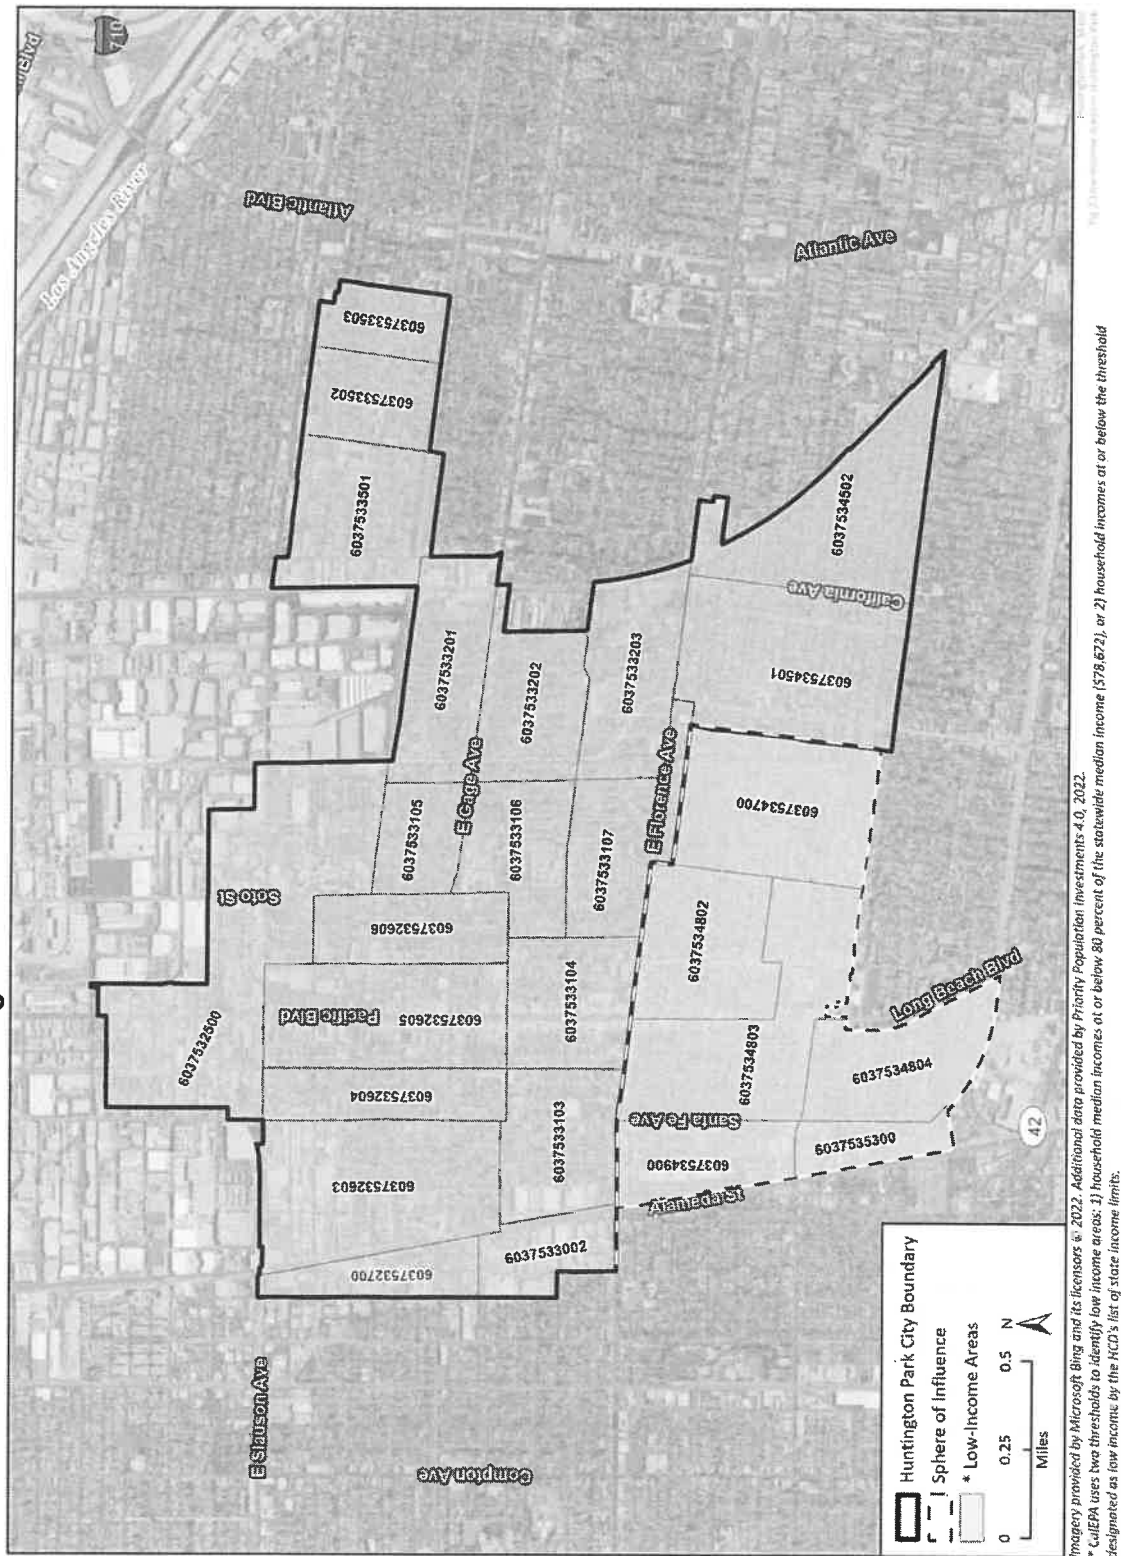 710
Los Angeles River
Atlantic Blvd
Atlantic Ave
6037533503
6037533502
6037533501
6037534502
California Ave
6037533201
6037533202
6037533203
6037534501
E Gage Ave
E Florence Ave
6037533105
6037533106
6037533107
6037534700
Soto St
6037532606
6037534802
6037532500
Pacific Blvd
6037532605
6037533104
Long Beach Blvd
6037534803
6037532604
6037534804
Santa Fe Ave
42
6037532603
6037533103
6037534900
6037535300
Alameda St
6037532700
6037533002
E Slauson Ave
Compton Ave
Huntington Park City Boundary
Sphere of Influence
* Low-Income Areas
0 0.25 0.5 N
Miles
Imagery provided by Microsoft Bing and its licensors © 2022. Additional data provided by Priority Population Investments 4.0, 2022.
* CalEPA uses two thresholds to identify low income areas: 1) household median incomes at or below 80 percent of the statewide median income ($78,672), or 2) household incomes at or below the threshold
designated as low income by the HCD's list of state income limits.